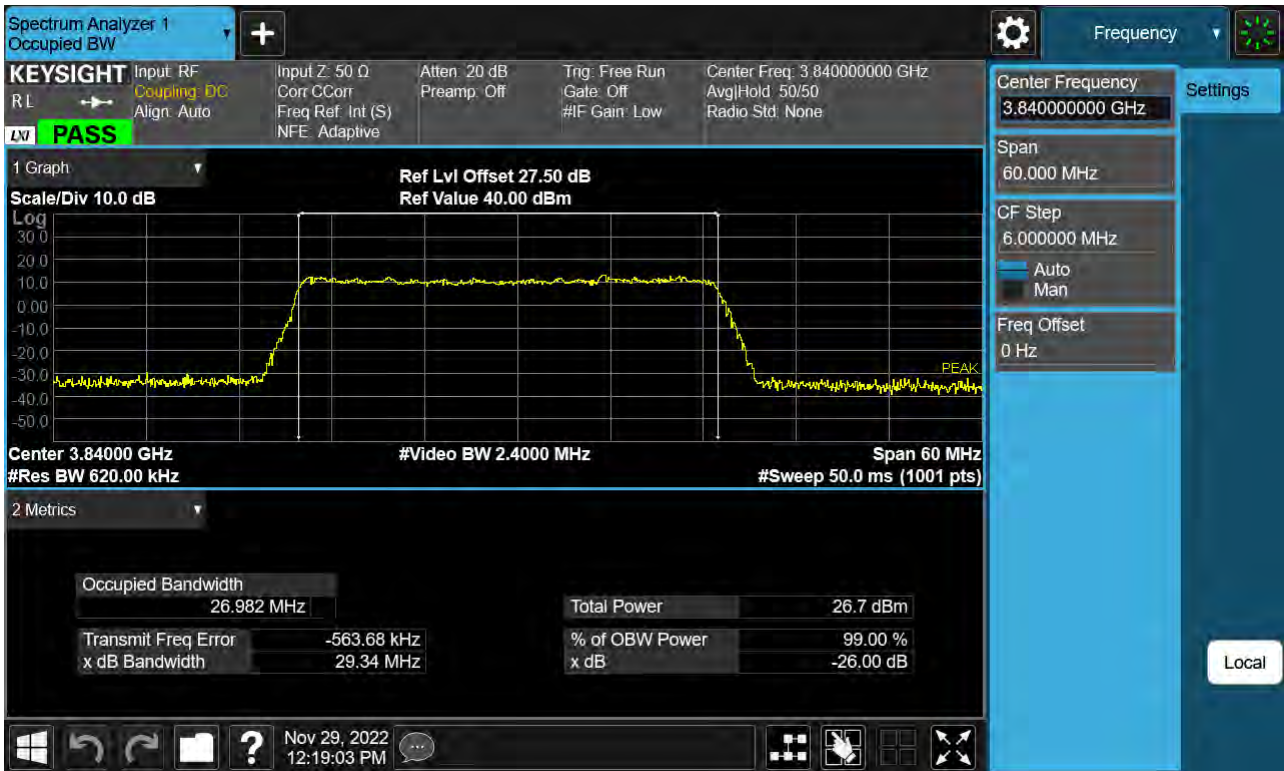 Spectrum Analyzer 1
Occupied BW
+
Frequency
KEYSIGHT
RL
LXI PASS
Input: RF
Coupling: DC
Align: Auto
Input Z: 50 Ω
Corr CCorr
Freq Ref: Int (S)
NFE: Adaptive
Atten: 20 dB
Preamp: Off
Trig: Free Run
Gate: Off
#IF Gain: Low
Center Freq: 3.840000000 GHz
Avg|Hold: 50/50
Radio Std: None
Center Frequency
3.840000000 GHz
Settings
Span
60.000 MHz
CF Step
6.000000 MHz
Auto
Man
Freq Offset
0 Hz
Local
1 Graph
Scale/Div 10.0 dB
Ref Lvl Offset 27.50 dB
Ref Value 40.00 dBm
Log
30.0
20.0
10.0
0.00
-10.0
-20.0
-30.0
-40.0
-50.0
PEAK
Center 3.84000 GHz
#Video BW 2.4000 MHz
Span 60 MHz
#Res BW 620.00 kHz
#Sweep 50.0 ms (1001 pts)
2 Metrics
Occupied Bandwidth
26.982 MHz
Total Power 26.7 dBm
Transmit Freq Error -563.68 kHz
% of OBW Power 99.00 %
x dB Bandwidth 29.34 MHz
x dB -26.00 dB
?
Nov 29, 2022
12:19:03 PM